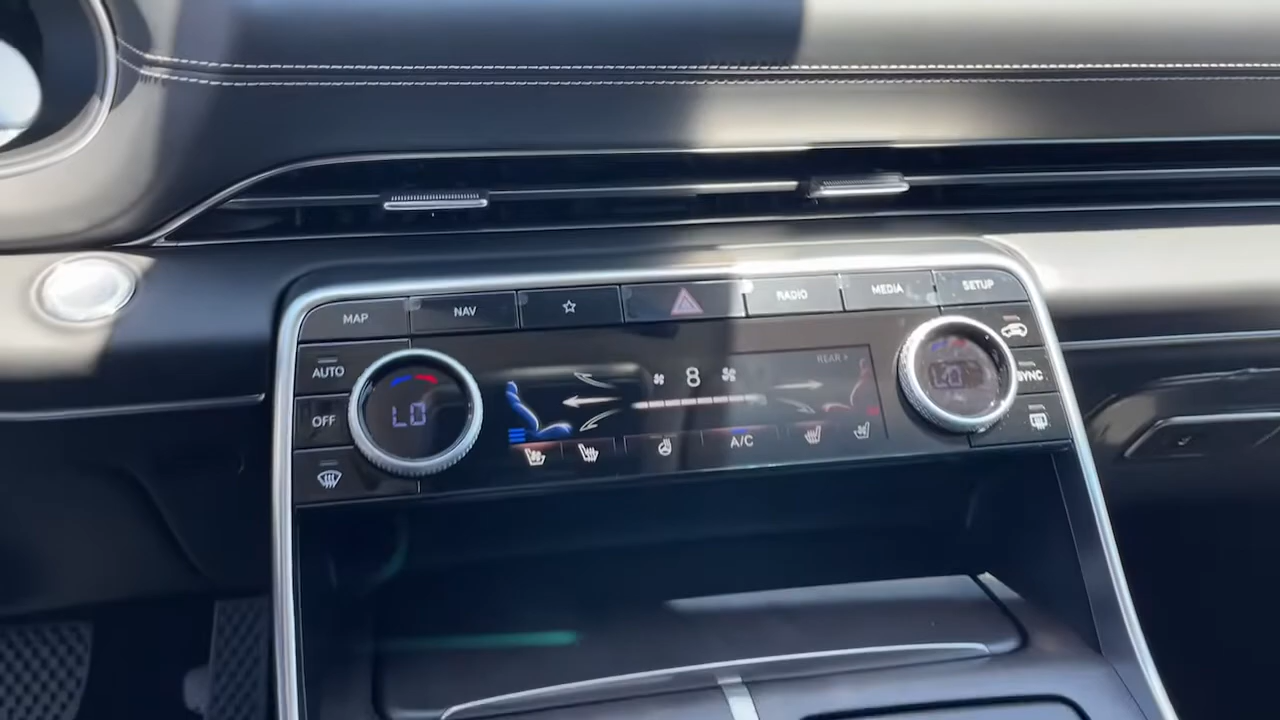 MAP
NAV
RADIO
MEDIA
SETUP
AUTO
OFF
LO
8
REAR
LO
SYNC
A/C